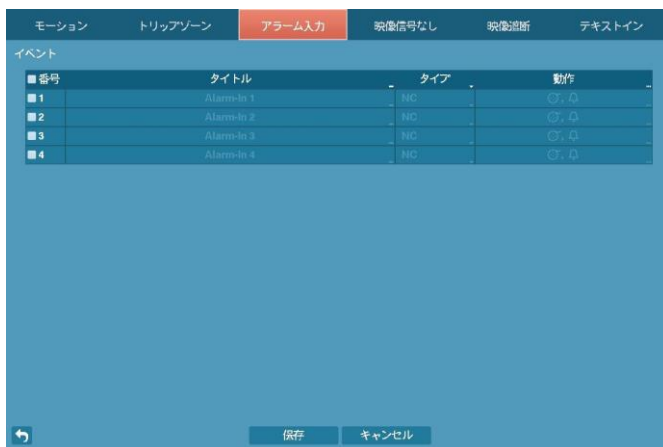 モーション トリップゾーン アラーム入力 映像信号なし 映像遮断 テキストイン
イベント
番号 タイトル タイプ 動作
1 Alarm-In 1 NC
2 Alarm-In 2 NC
3 Alarm-In 3 NC
4 Alarm-In 4 NC
保存 キャンセル